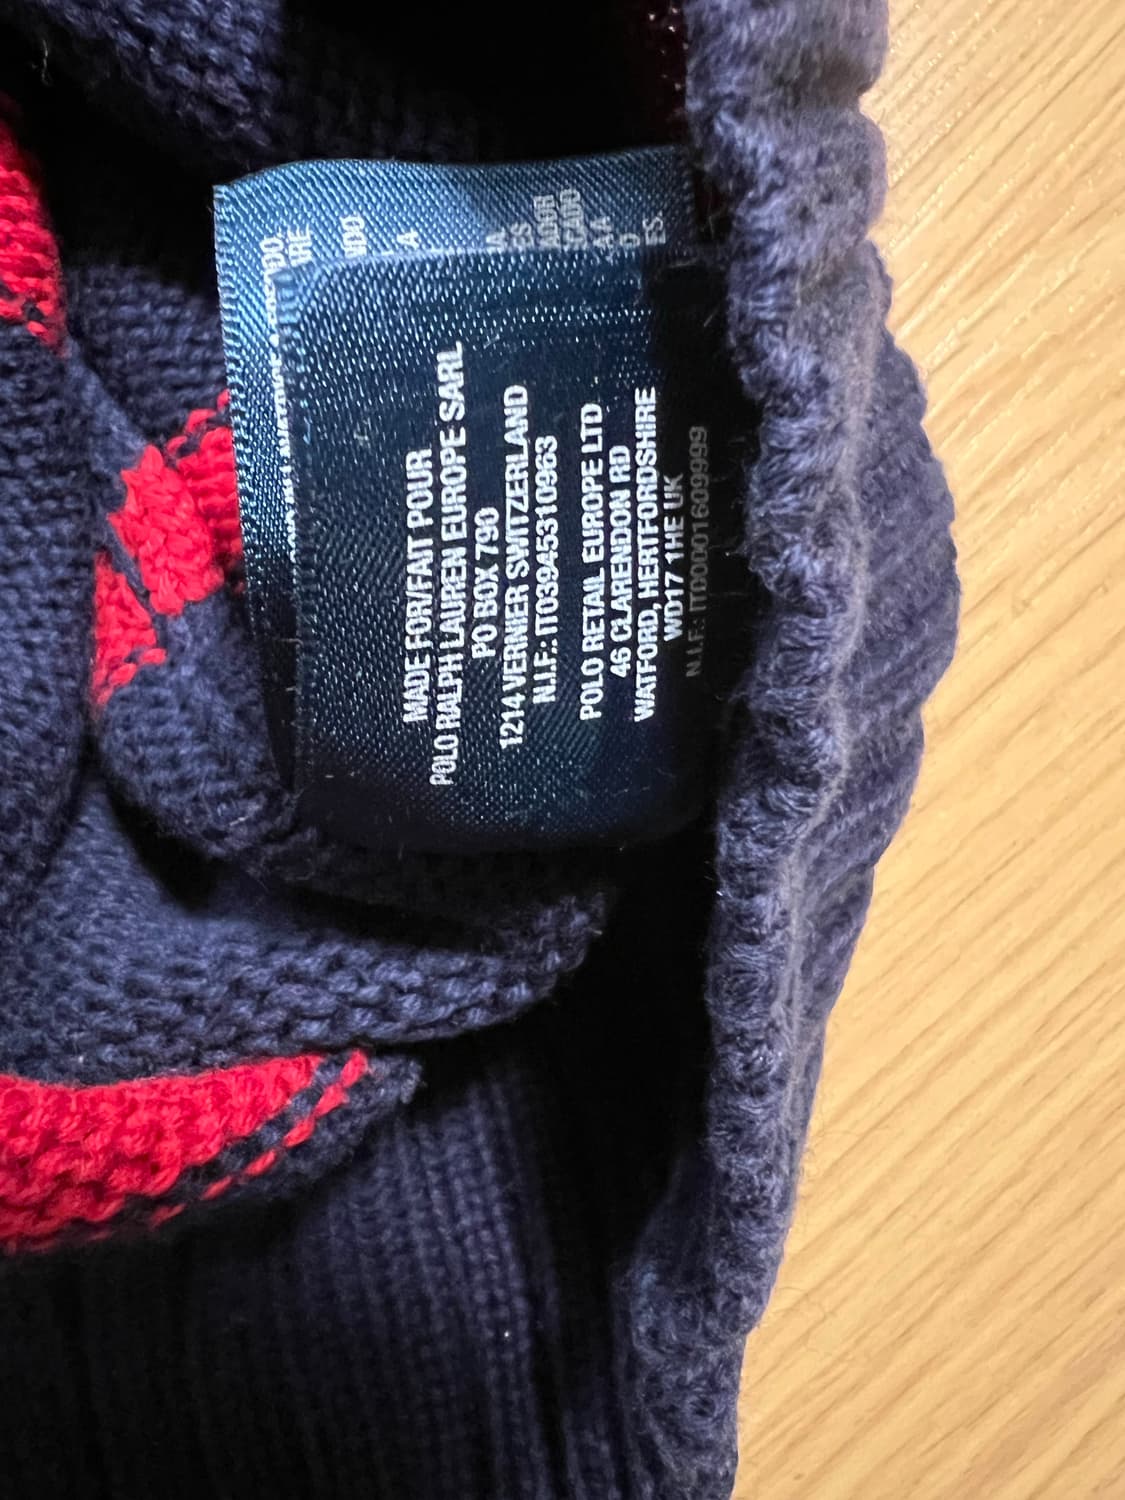 MADE FOR/FAIT POUR
POLO RALPH LAUREN EUROPE SARL
PO BOX 790
1214 VERNIER SWITZERLAND
N.I.F.: IT03945310963
POLO RETAIL EUROPE LTD
46 CLARENDON RD
WATFORD, HERTFORDSHIRE
WD17 1HE UK
N.I.F.: IT00001609999